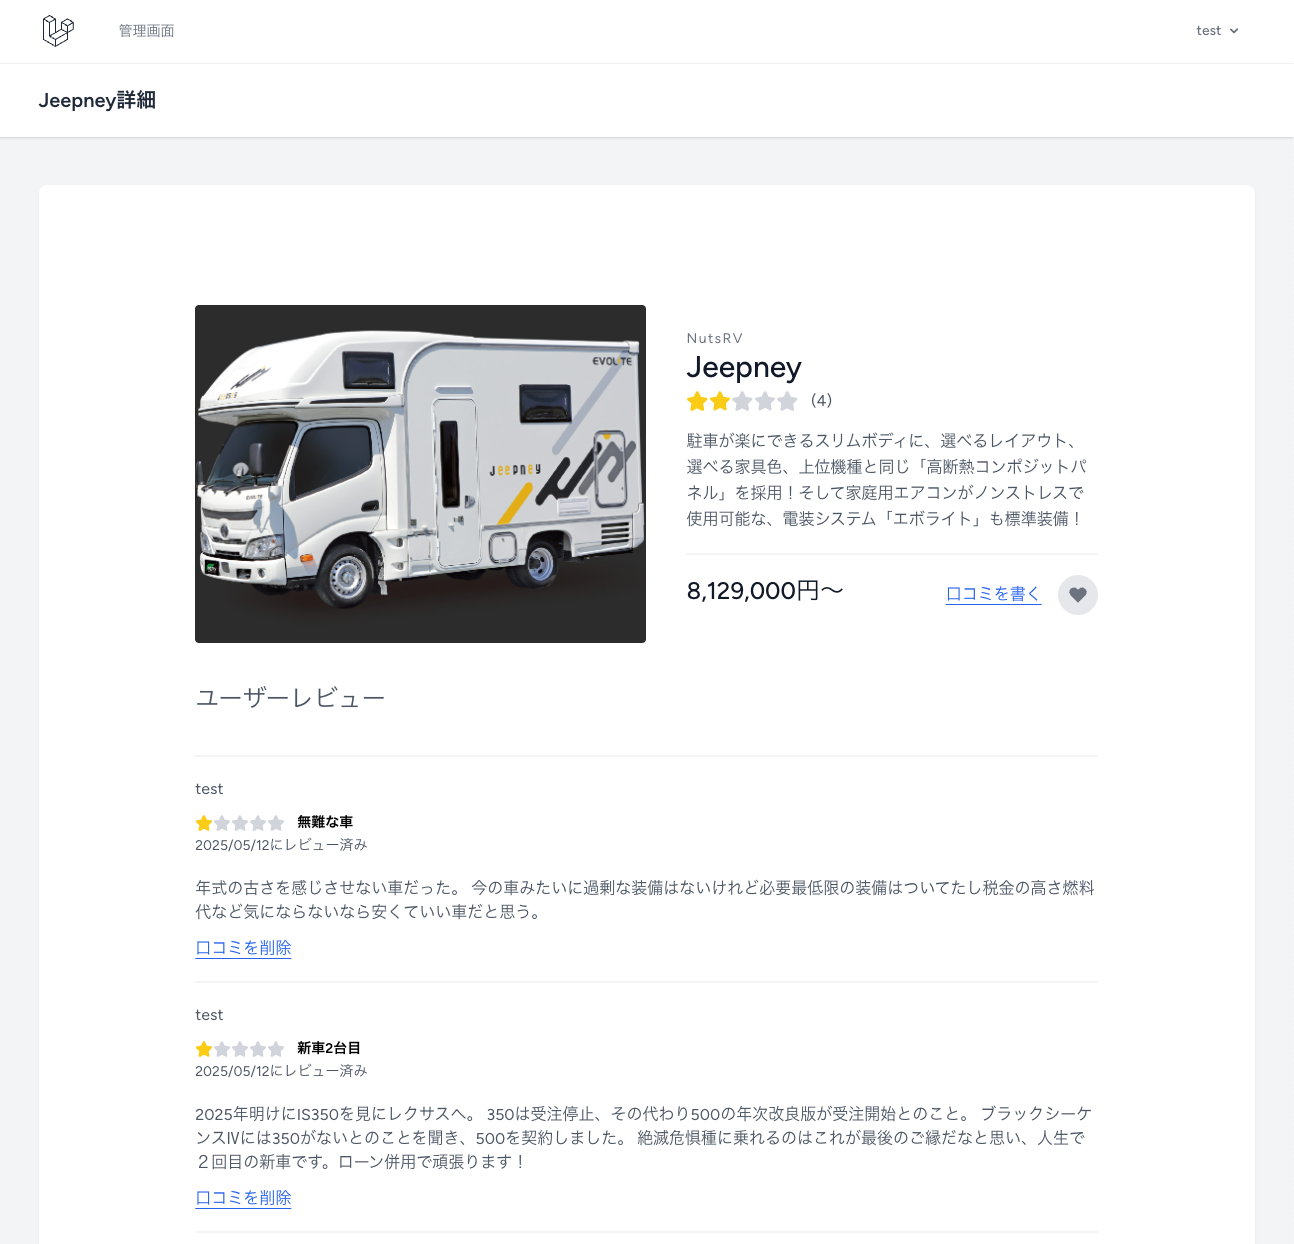 管理画面
test
Jeepney詳細
EVOLITE
Jeepney
EVOLITE
NutsRV
Jeepney
(4)
駐車が楽にできるスリムボディに、選べるレイアウト、
選べる家具色、上位機種と同じ「高断熱コンポジットパ
ネル」を採用！そして家庭用エアコンがノンストレスで
使用可能な、電装システム「エボライト」も標準装備！
8,129,000円〜
口コミを書く
ユーザーレビュー
test
無難な車
2025/05/12にレビュー済み
年式の古さを感じさせない車だった。 今の車みたいに過剰な装備はないけれど必要最低限の装備はついてたし税金の高さ燃料
代など気にならないなら安くていい車だと思う。
口コミを削除
test
新車2台目
2025/05/12にレビュー済み
2025年明けにIS350を見にレクサスへ。 350は受注停止、その代わり500の年次改良版が受注開始とのこと。 ブラックシーケ
ンスⅣには350がないとのことを聞き、500を契約しました。 絶滅危惧種に乗れるのはこれが最後のご縁だなと思い、人生で
２回目の新車です。ローン併用で頑張ります！
口コミを削除